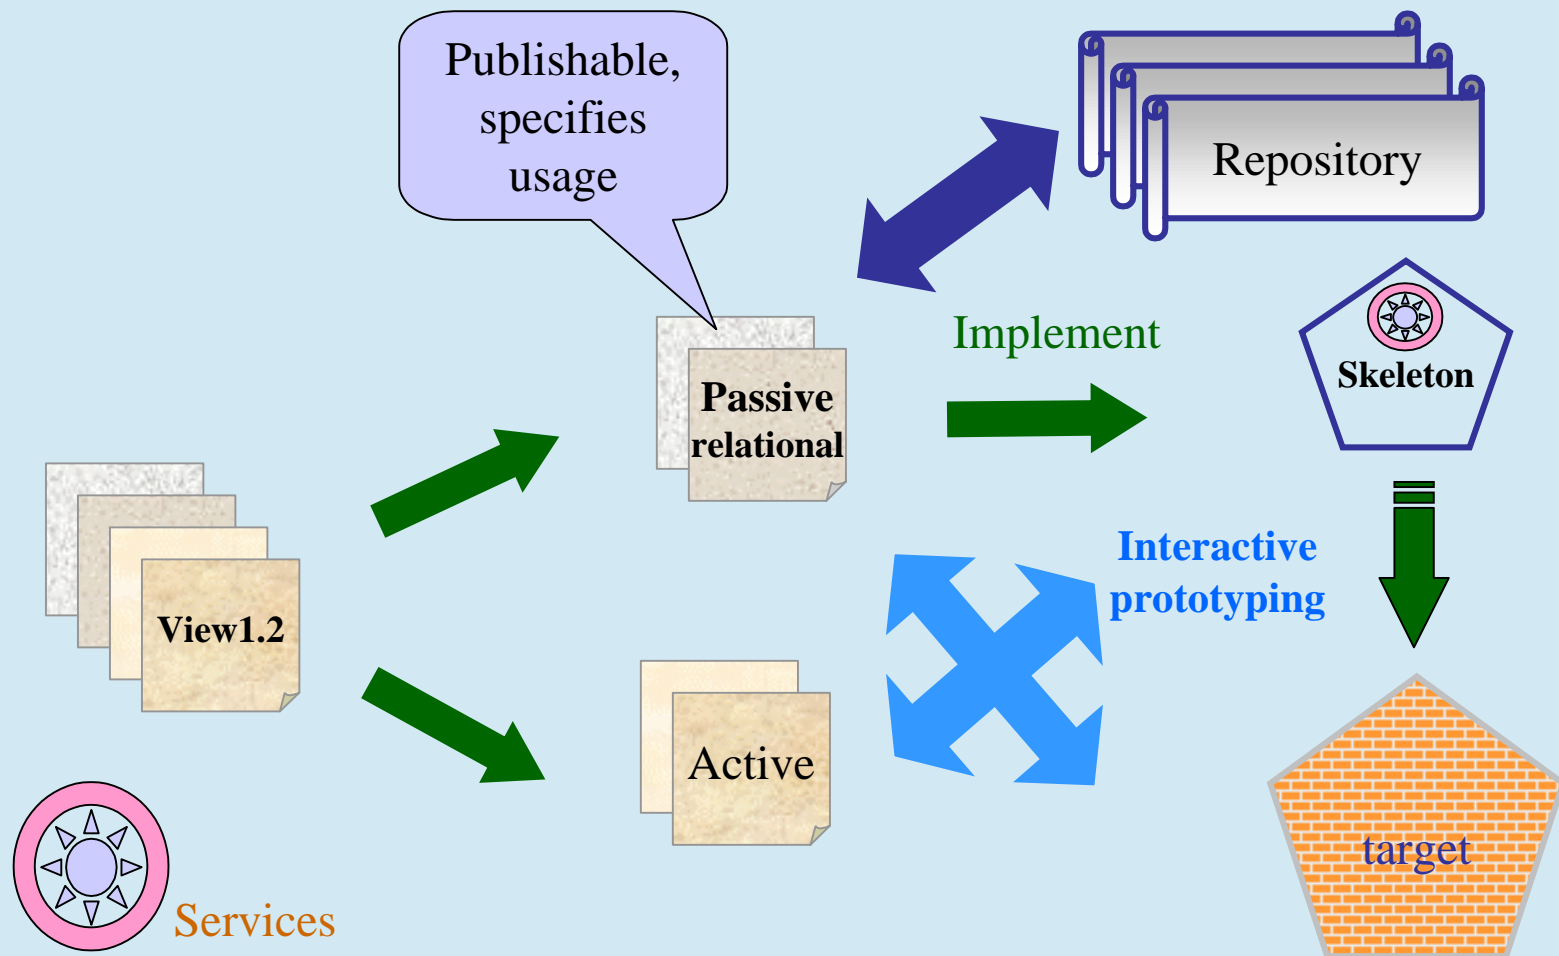 Publishable,
specifies
usage
Repository
Implement
Skeleton
Passive
relational
Interactive
prototyping
View1.2
Active
target
Services